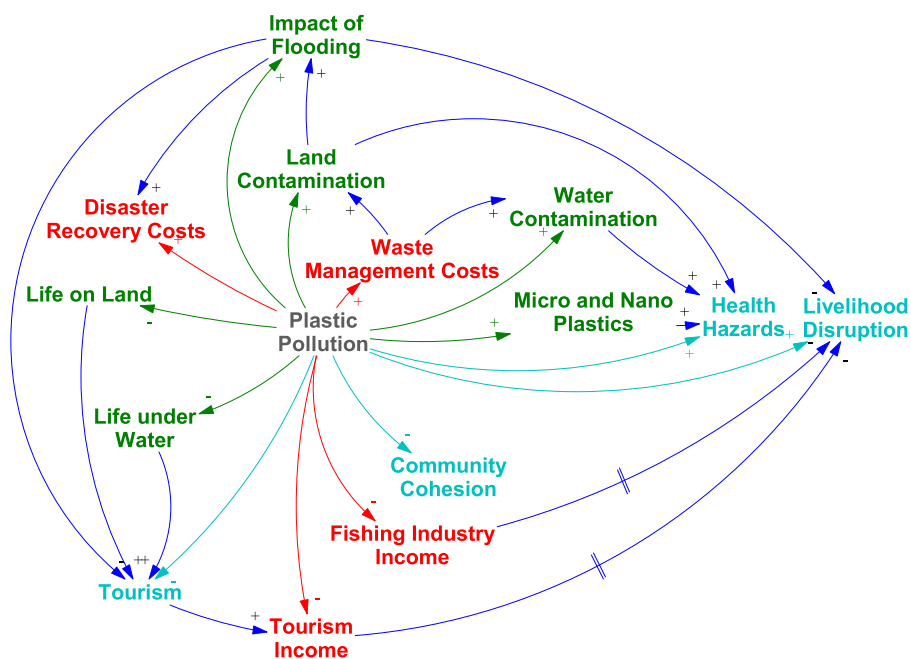 Impact of
Flooding
Land
Contamination
Water
Contamination
Disaster
Recovery Costs
Waste
Management Costs
Life on Land
Micro and Nano
Plastics
Health
Hazards
Livelihood
Disruption
Plastic
Pollution
Life under
Water
Community
Cohesion
Fishing Industry
Income
Tourism
Tourism
Income